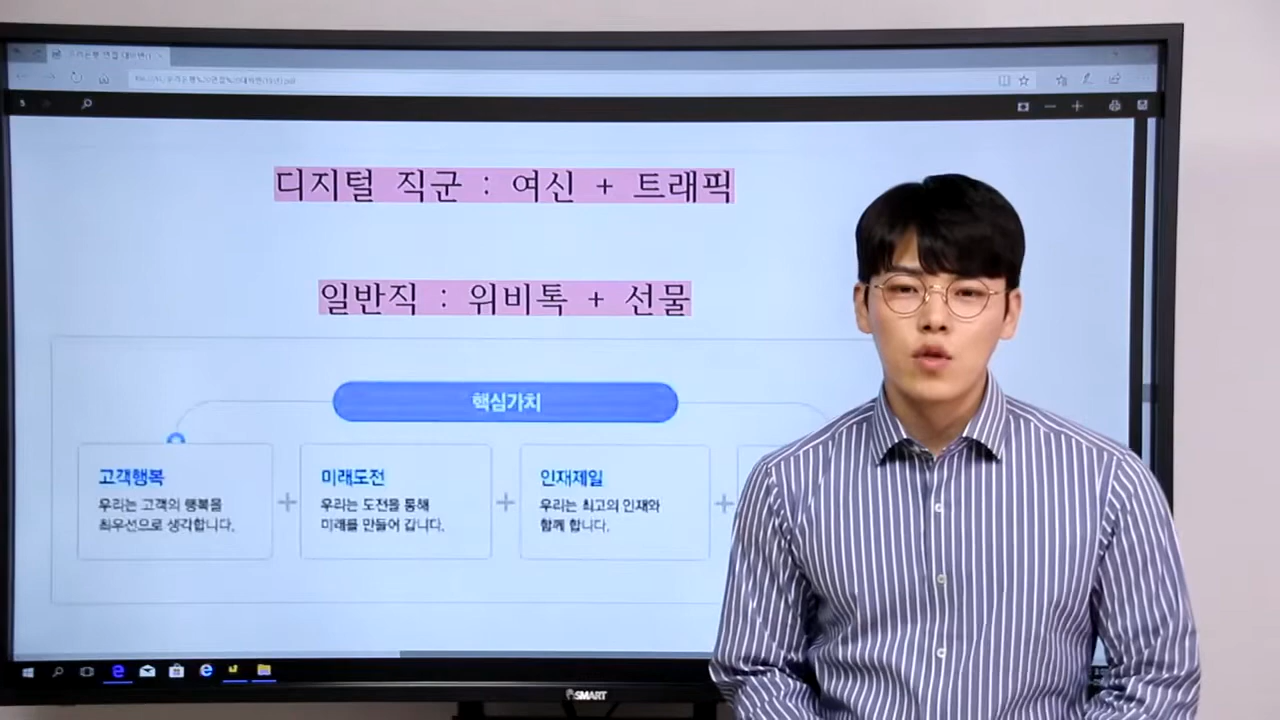 디지털 직군 : 여신 + 트래픽
일반직 : 위비톡 + 선물
핵심가치
고객행복
우리는 고객의 행복을
최우선으로 생각합니다.
+
미래도전
우리는 도전을 통해
미래를 만들어 갑니다.
+
인재제일
우리는 최고의 인재와
함께 합니다.
+
SMART